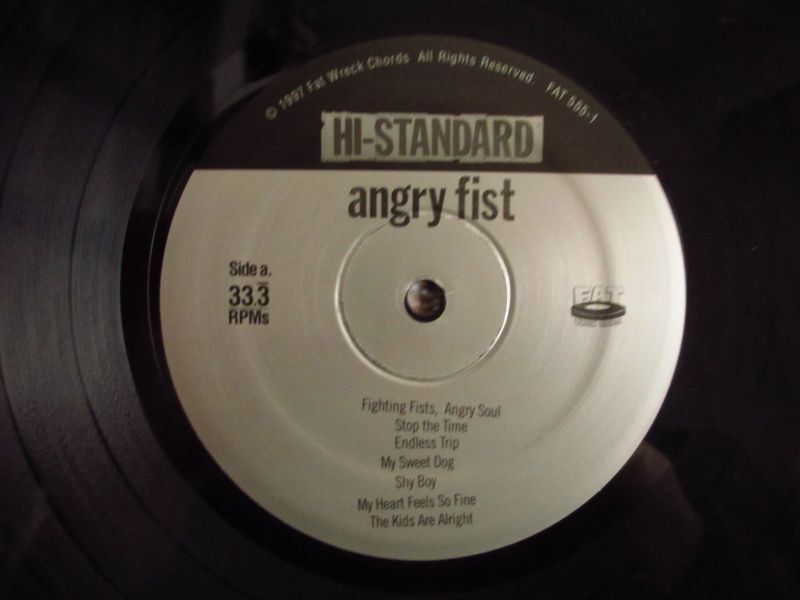 © 1997 Fat Wreck Chords All Rights Reserved. FAT 555-1
HI-STANDARD
angry fist
Side a.
33.3̅
RPMs
FAT
Fighting Fists, Angry Soul
Stop the Time
Endless Trip
My Sweet Dog
Shy Boy
My Heart Feels So Fine
The Kids Are Alright